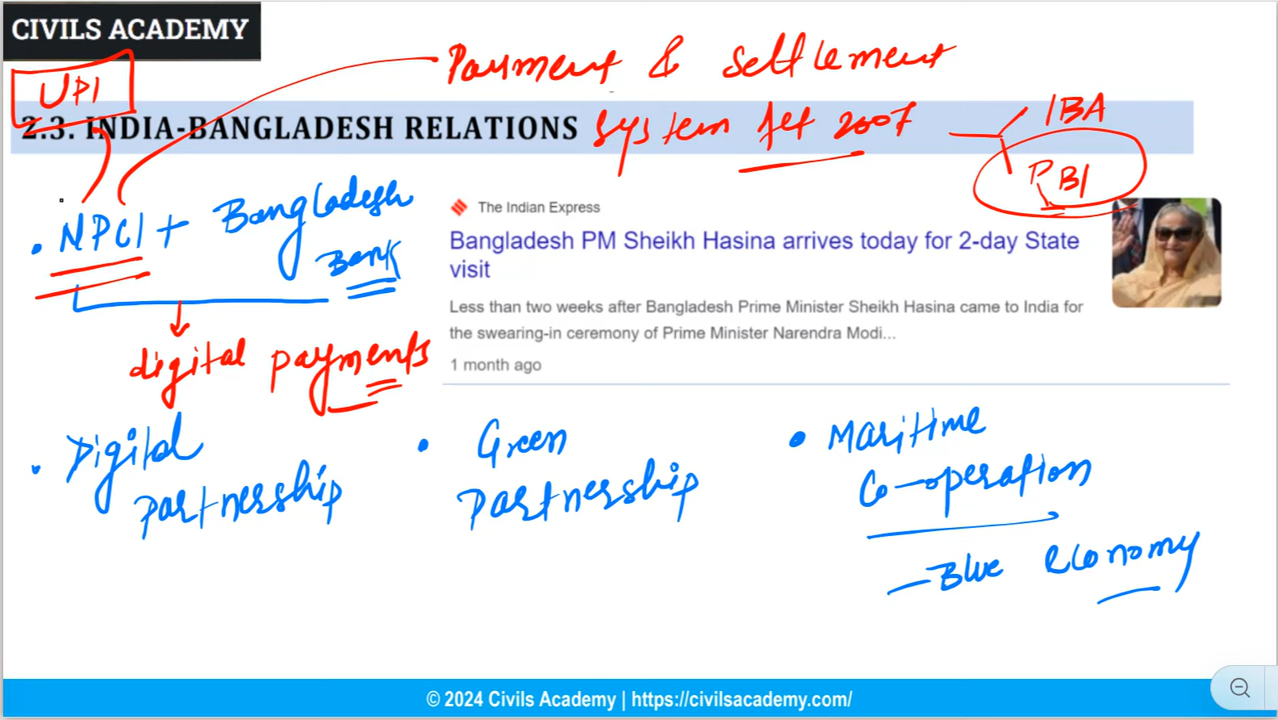 CIVILS ACADEMY
UPI
Payment & Settlement
2.3. INDIA-BANGLADESH RELATIONS
System Act 2007
IBA
RBI
• NPCI + Bangladesh
Bank
digital payments
The Indian Express
Bangladesh PM Sheikh Hasina arrives today for 2-day State
visit
Less than two weeks after Bangladesh Prime Minister Sheikh Hasina came to India for
the swearing-in ceremony of Prime Minister Narendra Modi...
1 month ago
• Digital
Partnership
• Green
Partnership
• Maritime
Co-operation
– Blue economy
© 2024 Civils Academy | https://civilsacademy.com/